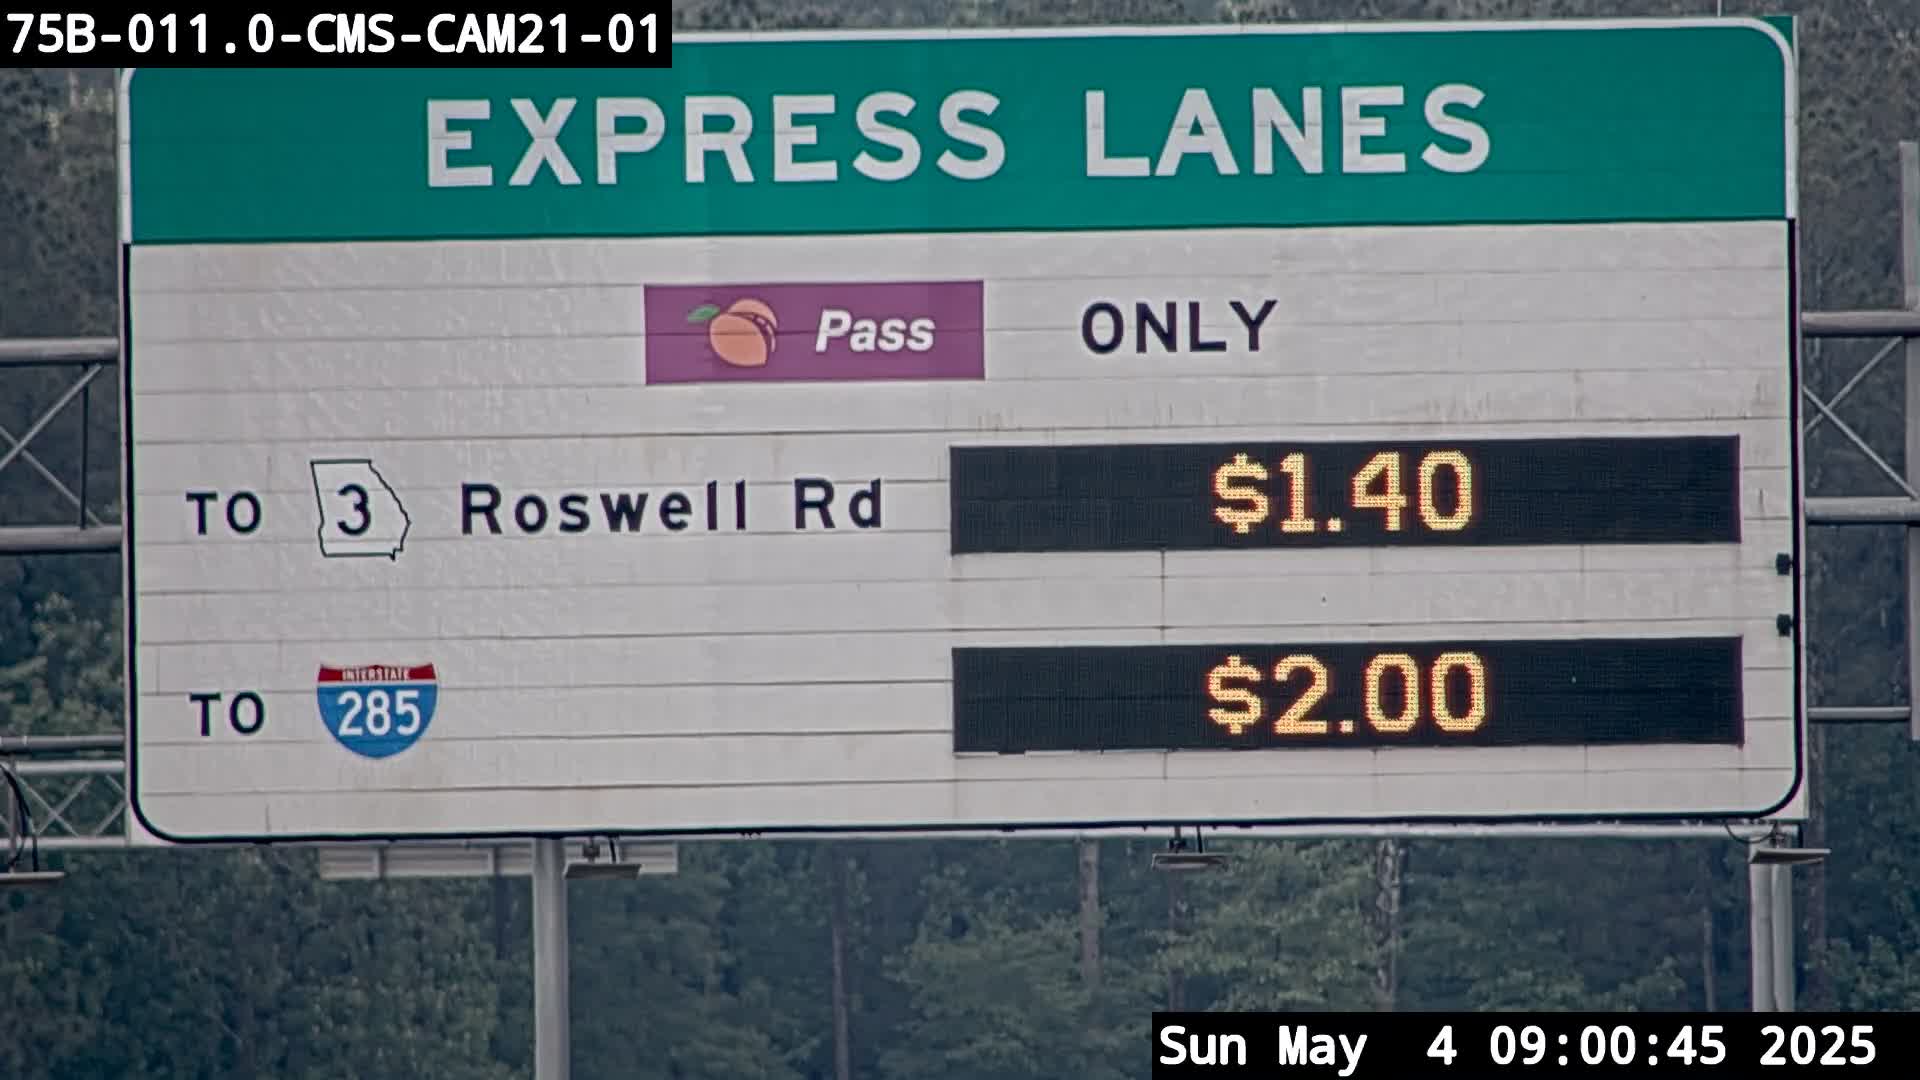 75B-011.0-CMS-CAM21-01
EXPRESS LANES
Pass ONLY
TO 3 Roswell Rd $1.40
TO INTERSTATE 285 $2.00
Sun May 4 09:00:45 2025